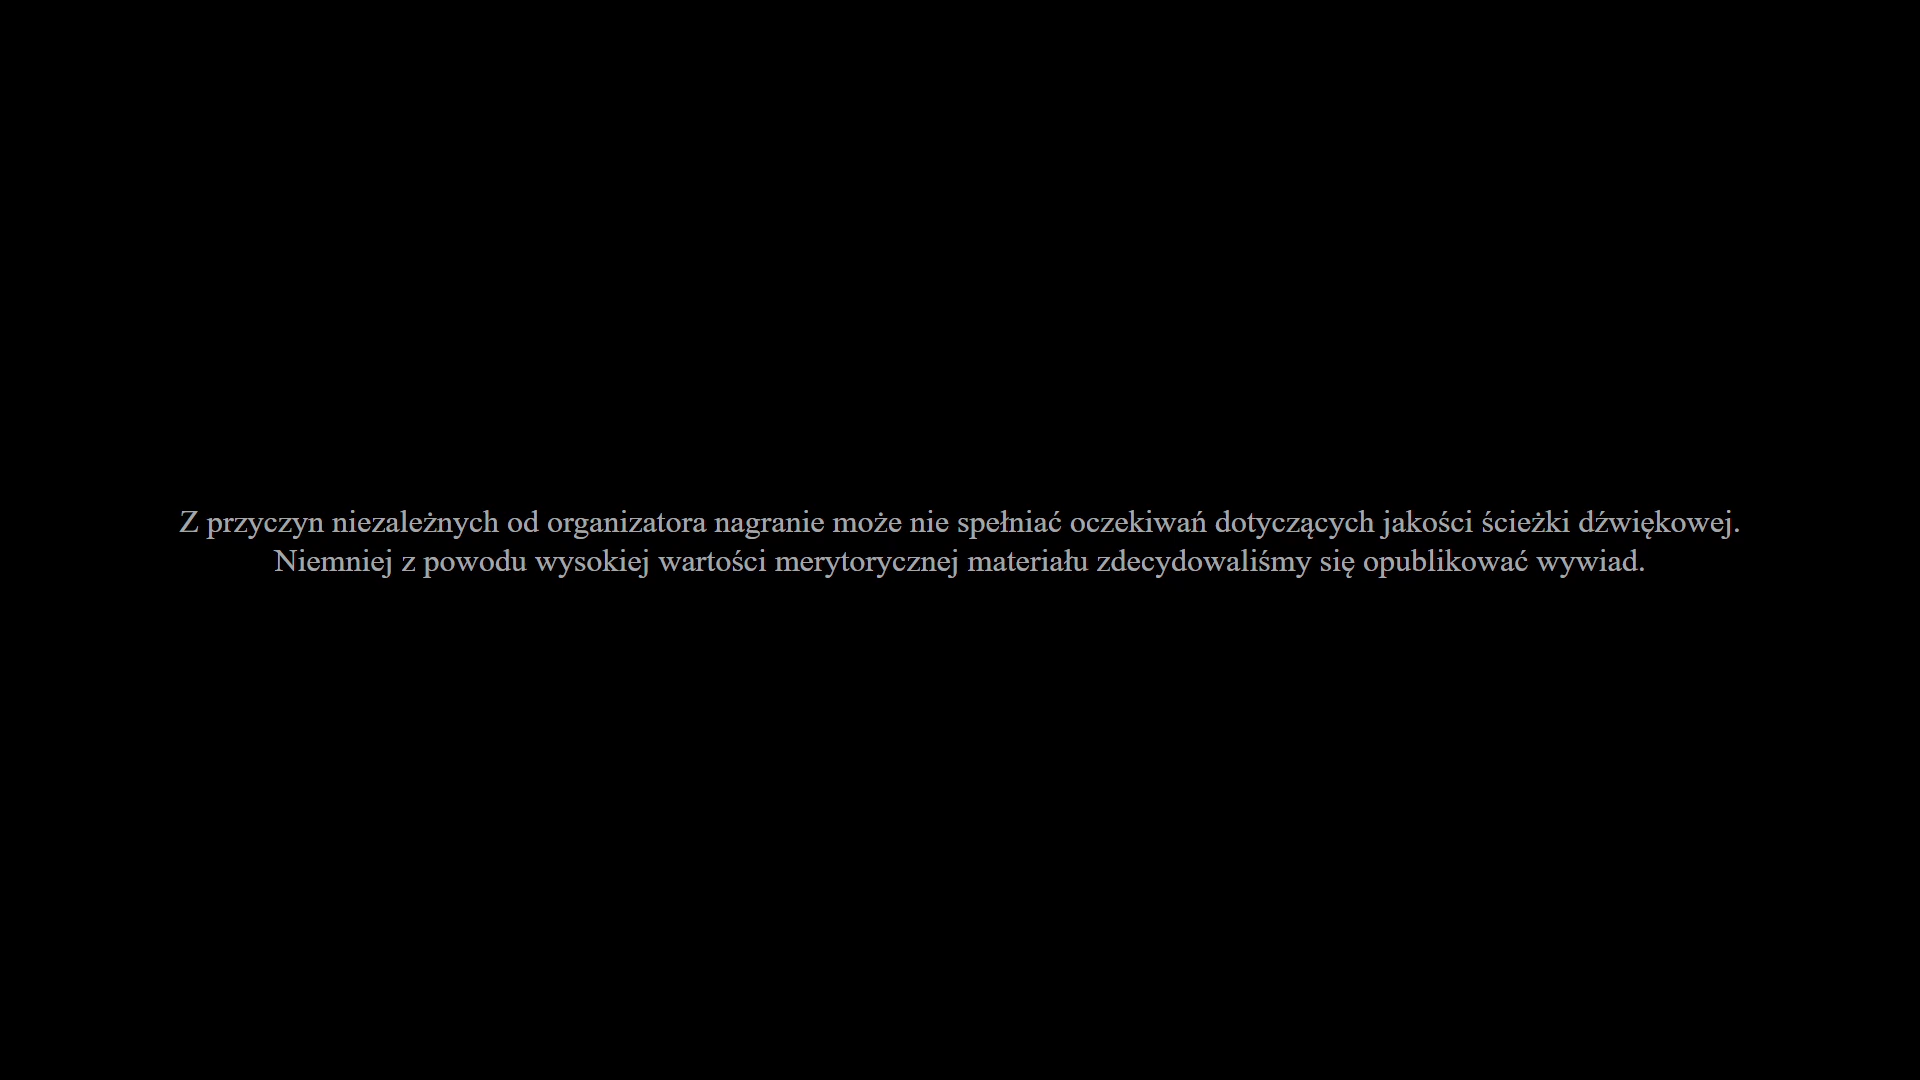 Z przyczyn niezależnych od organizatora nagranie może nie spełniać oczekiwań dotyczących jakości ścieżki dźwiękowej.
Niemniej z powodu wysokiej wartości merytorycznej materiału zdecydowaliśmy się opublikować wywiad.